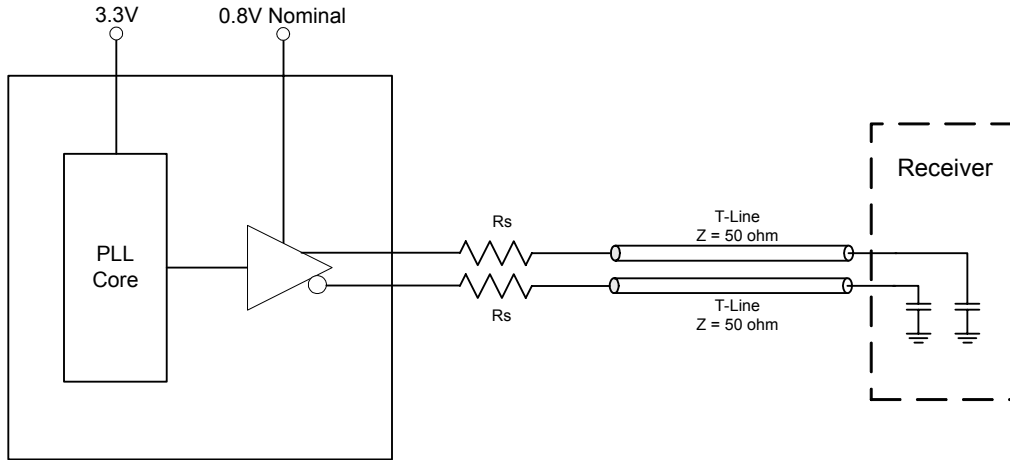 3.3V
0.8V Nominal
PLL
Core
Rs
Rs
T-Line
Z = 50 ohm
T-Line
Z = 50 ohm
Receiver